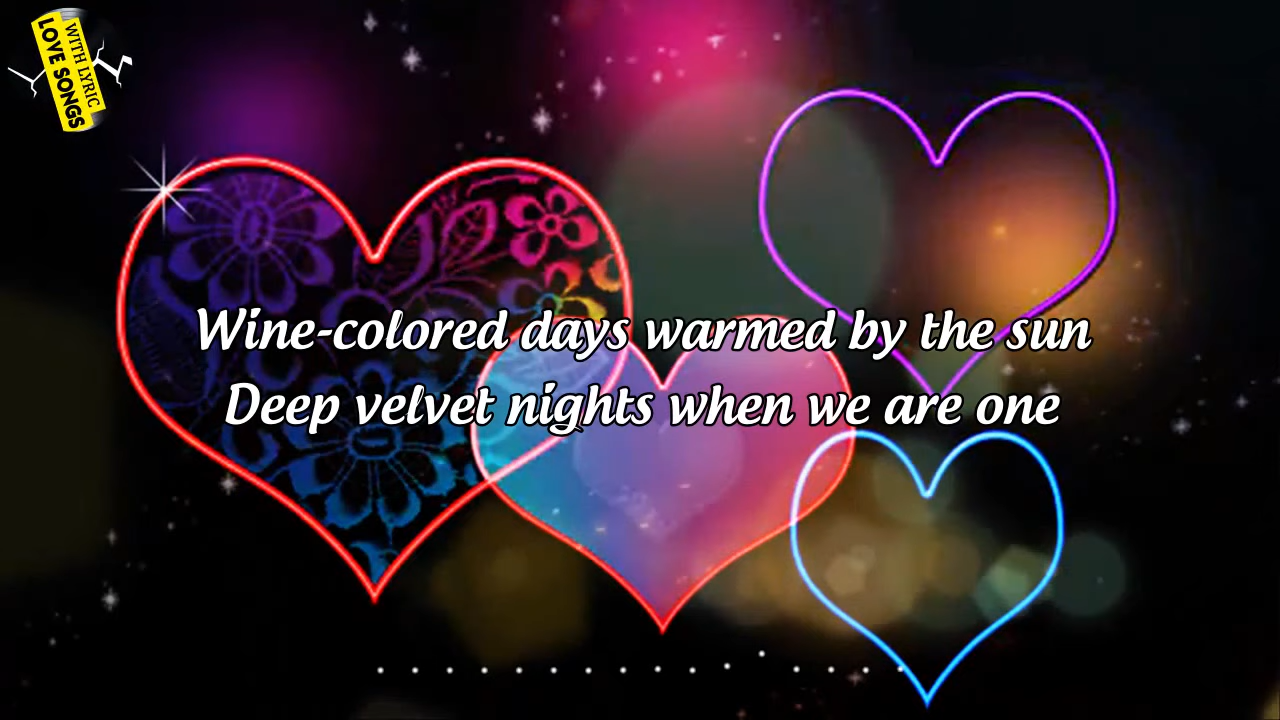 WITH LYRIC
LOVE SONGS
Wine-colored days warmed by the sun
Deep velvet nights when we are one